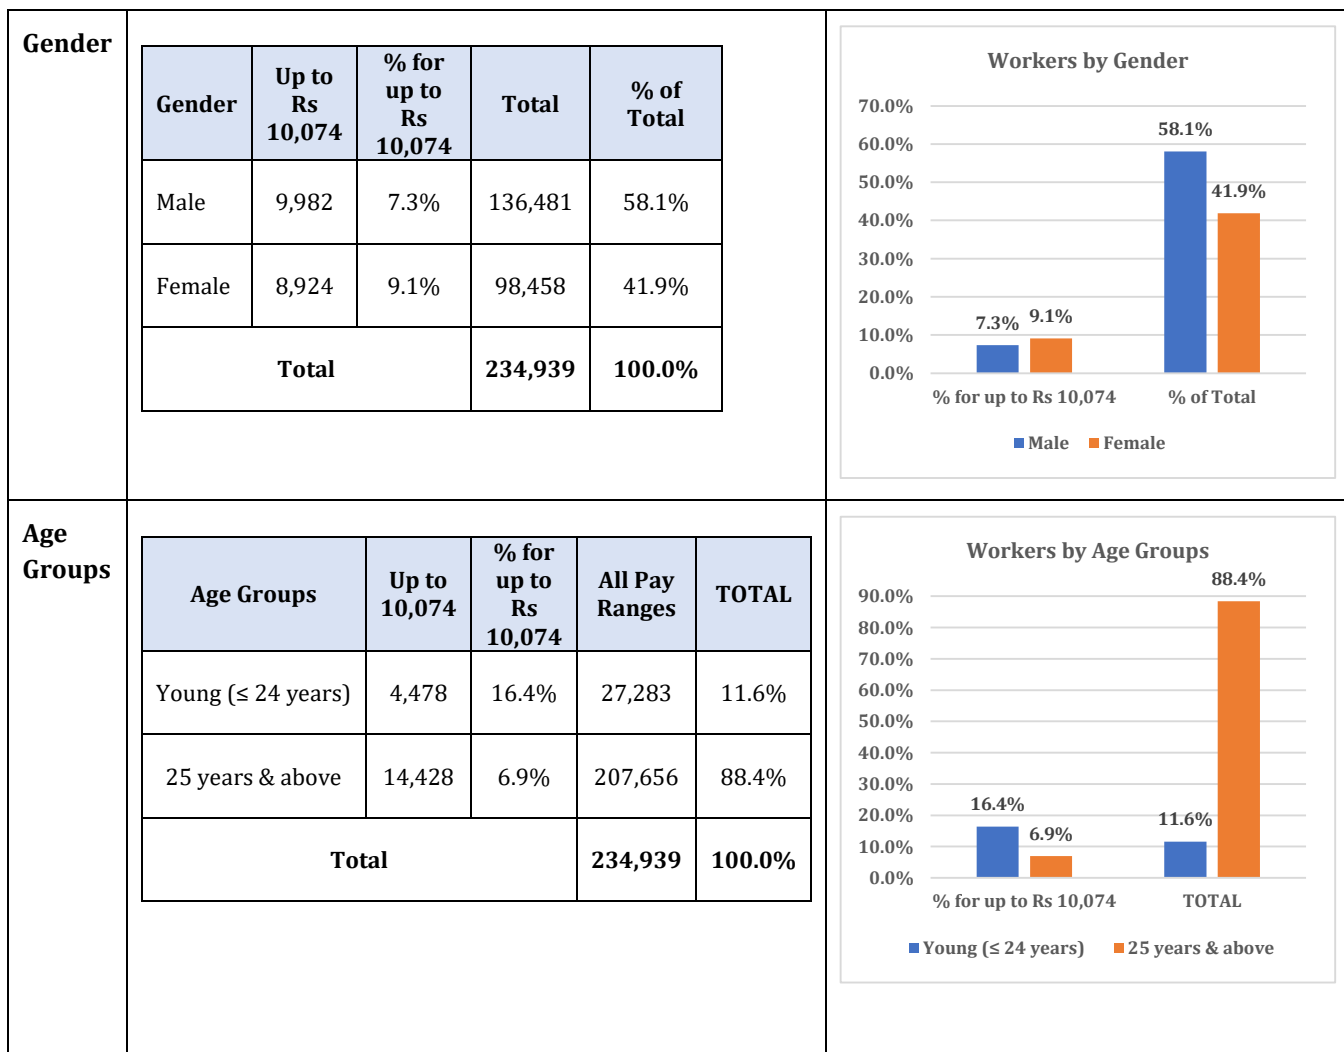 Gender
Gender
Up to
Rs
10,074
% for
up to
Rs
10,074
Total
% of
Total
Male
9,982
7.3%
136,481
58.1%
Female
8,924
9.1%
98,458
41.9%
Total
234,939
100.0%
Workers by Gender
70.0%
60.0%
50.0%
40.0%
30.0%
20.0%
10.0%
0.0%
7.3%
9.1%
58.1%
41.9%
% for up to Rs 10,074
% of Total
Male
Female
Age
Groups
Age Groups
Up to
10,074
% for
up to
Rs
10,074
All Pay
Ranges
TOTAL
Young (≤ 24 years)
4,478
16.4%
27,283
11.6%
25 years & above
14,428
6.9%
207,656
88.4%
Total
234,939
100.0%
Workers by Age Groups
90.0%
80.0%
70.0%
60.0%
50.0%
40.0%
30.0%
20.0%
10.0%
0.0%
16.4%
6.9%
11.6%
88.4%
% for up to Rs 10,074
TOTAL
Young (≤ 24 years)
25 years & above